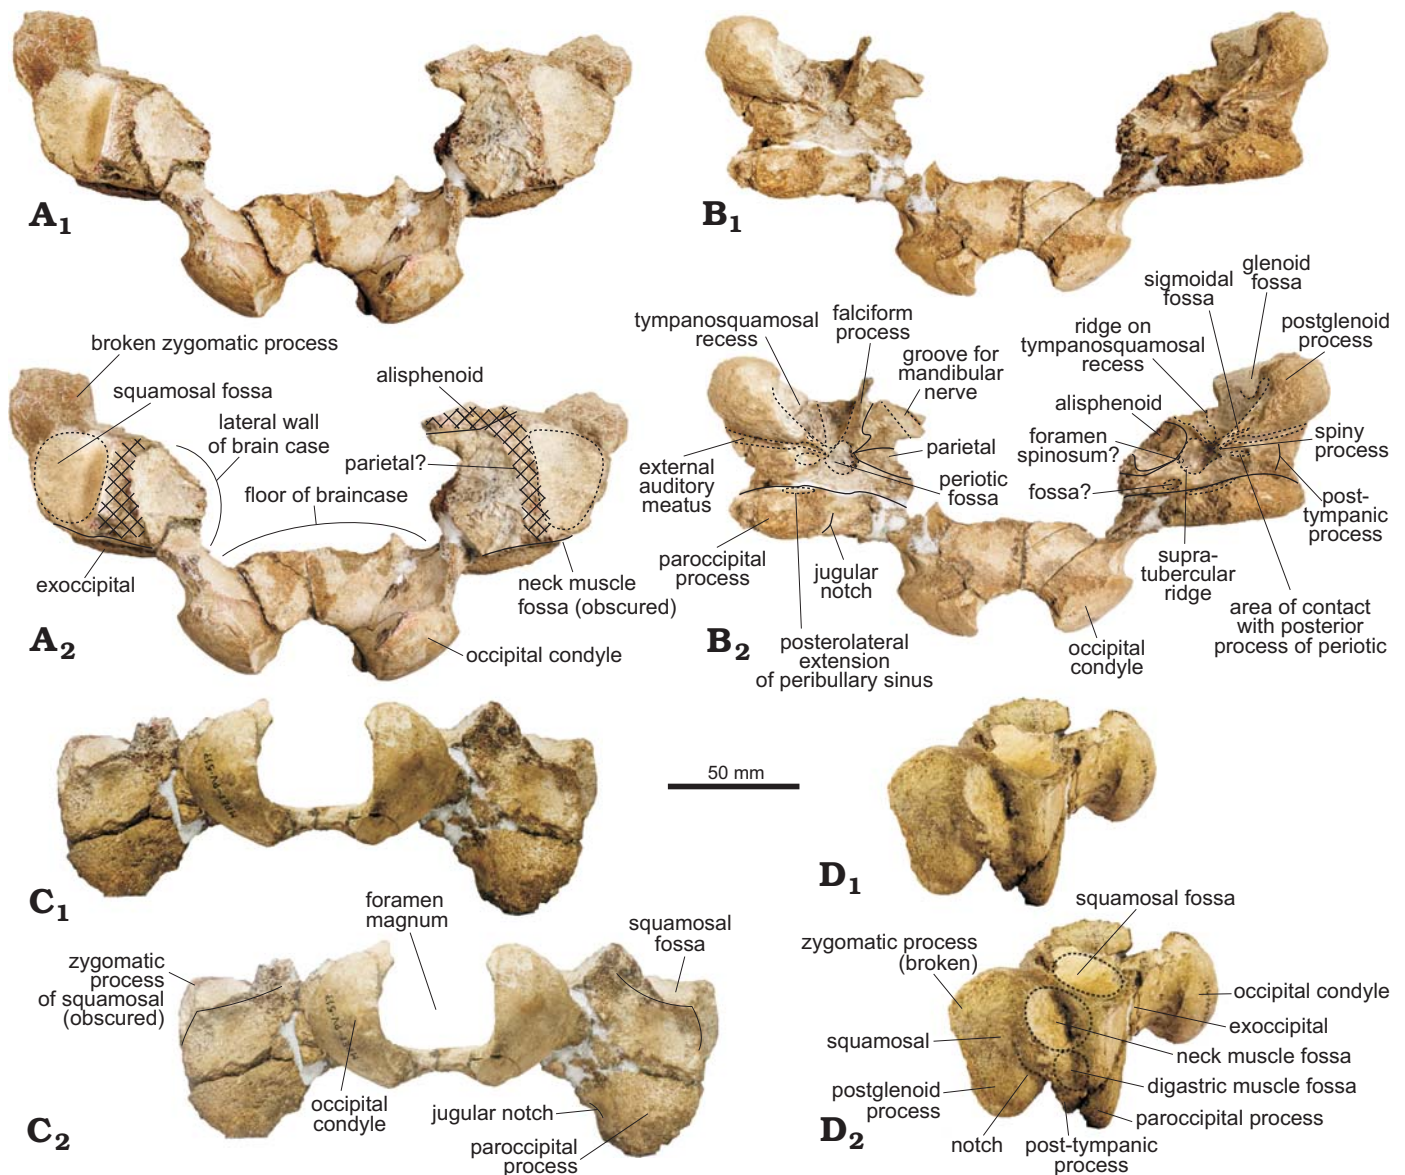 A1
B1
broken zygomatic process
squamosal fossa
lateral wall
of brain case
alisphenoid
parietal?
floor of braincase
exoccipital
neck muscle
fossa (obscured)
occipital condyle
A2
tympanosquamosal
recess
falciform
process
groove for
mandibular
nerve
parietal
periotic
fossa
external
auditory
meatus
paroccipital
process
jugular
notch
posterolateral
extension
of peribullary sinus
sigmoidal
fossa
glenoid
fossa
ridge on
tympanosquamosal
recess
postglenoid
process
alisphenoid
foramen
spinosum?
fossa?
spiny
process
post-
tympanic
process
supra-
tubercular
ridge
area of contact
with posterior
process of periotic
occipital
condyle
B2
50 mm
C1
D1
foramen
magnum
squamosal
fossa
zygomatic
process
of squamosal
(obscured)
occipital
condyle
jugular notch
paroccipital
process
C2
squamosal fossa
zygomatic process
(broken)
squamosal
postglenoid
process
notch
post-tympanic
process
occipital condyle
exoccipital
neck muscle fossa
digastric muscle fossa
paroccipital process
D2